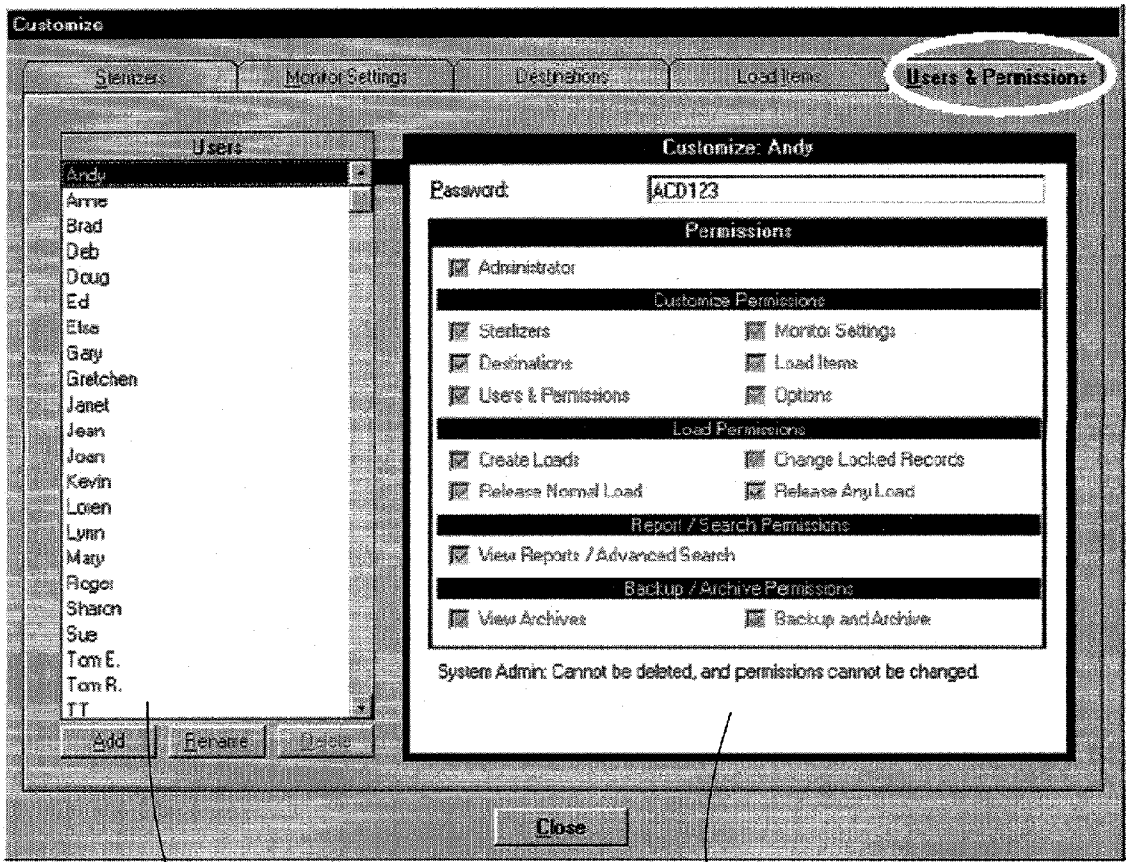 Customize
Sterilizers Monitor Settings Destinations Load Items Users & Permissions
Users
Andy
Anne
Brad
Deb
Doug
Ed
Elsa
Gary
Gretchen
Janet
Jean
Joan
Kevin
Loren
Lynn
Mary
Roger
Sharon
Sue
Tom E.
Tom R.
TT
Add Rename Delete
Customize: Andy
Password: ACD123
Permissions
Administrator
Customize Permissions
Sterilizers Monitor Settings
Destinations Load Items
Users & Permissions Options
Load Permissions
Create Loads Change Locked Records
Release Normal Load Release Any Load
Report / Search Permissions
View Reports / Advanced Search
Backup / Archive Permissions
View Archives Backup and Archive
System Admin: Cannot be deleted, and permissions cannot be changed.
Close